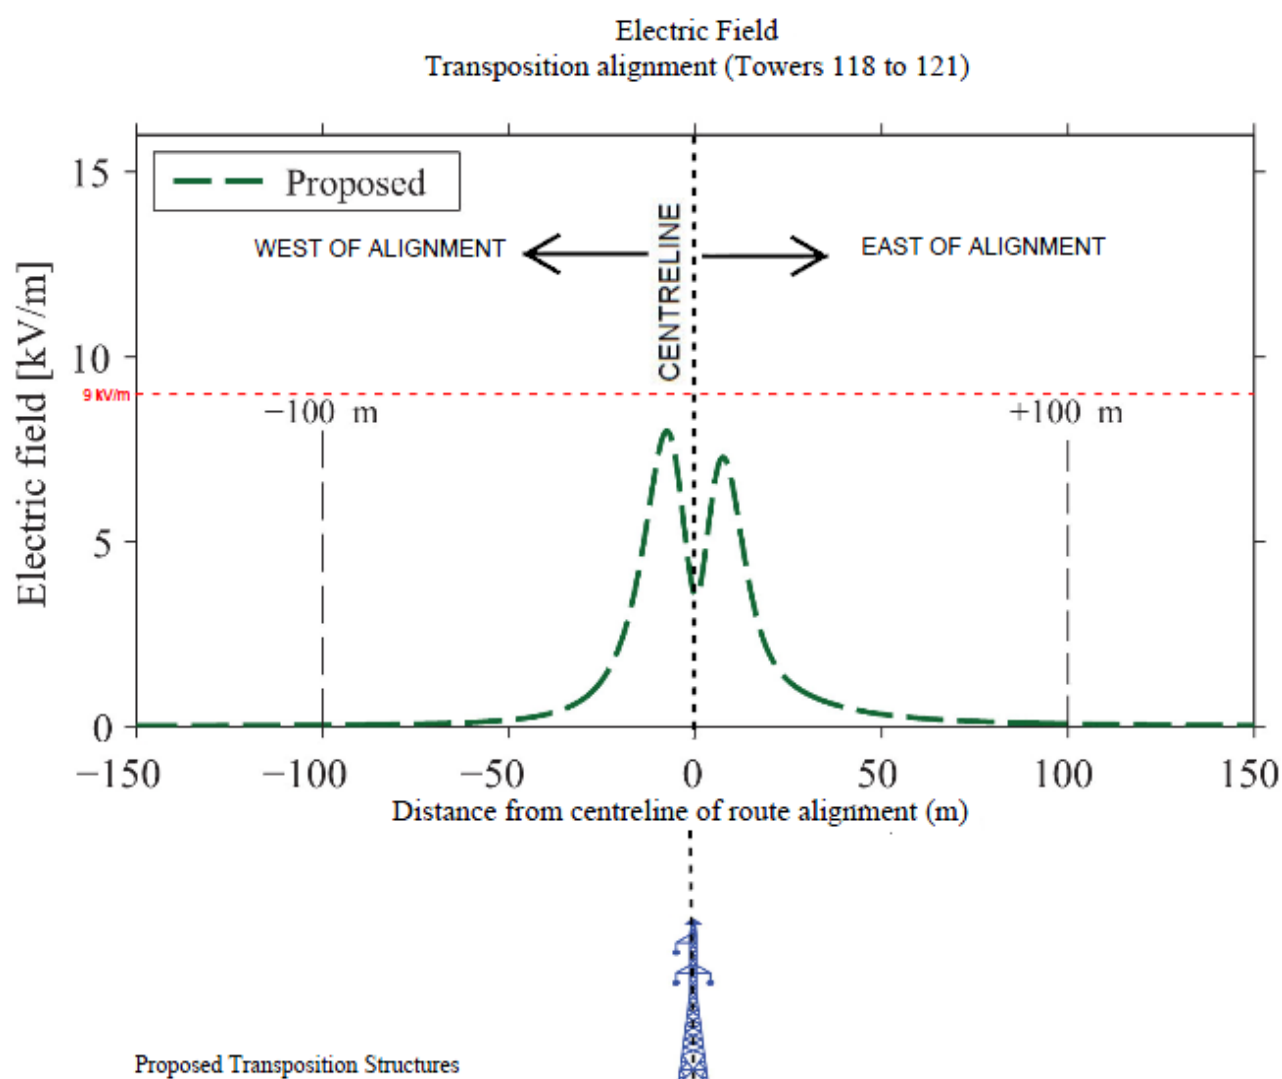 Electric Field
Transposition alignment (Towers 118 to 121)
Proposed
15
10
5
0
Electric field [kV/m]
WEST OF ALIGNMENT
CENTRELINE
EAST OF ALIGNMENT
9 kV/m
−100 m
+100 m
−150 −100 −50 0 50 100 150
Distance from centreline of route alignment (m)
Proposed Transposition Structures